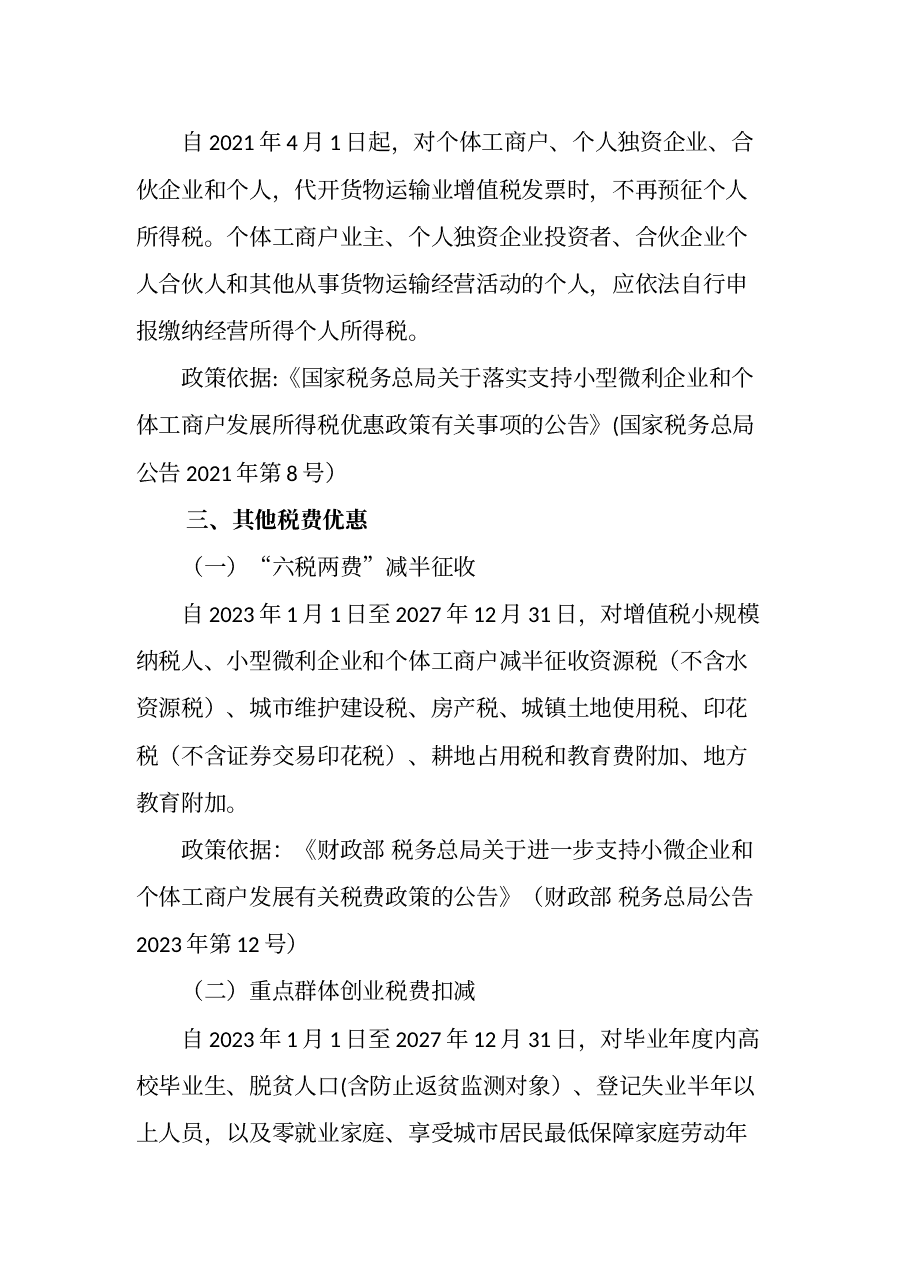 自 2021 年 4 月 1 日起，对个体工商户、个人独资企业、合
伙企业和个人，代开货物运输业增值税发票时，不再预征个人
所得税。个体工商户业主、个人独资企业投资者、合伙企业个
人合伙人和其他从事货物运输经营活动的个人，应依法自行申
报缴纳经营所得个人所得税。
政策依据:《国家税务总局关于落实支持小型微利企业和个
体工商户发展所得税优惠政策有关事项的公告》(国家税务总局
公告 2021 年第 8 号）
三、其他税费优惠
（一）“六税两费”减半征收
自 2023 年 1 月 1 日至 2027 年 12 月 31 日，对增值税小规模
纳税人、小型微利企业和个体工商户减半征收资源税（不含水
资源税）、城市维护建设税、房产税、城镇土地使用税、印花
税（不含证券交易印花税）、耕地占用税和教育费附加、地方
教育附加。
政策依据：《财政部 税务总局关于进一步支持小微企业和
个体工商户发展有关税费政策的公告》（财政部 税务总局公告
2023 年第 12 号）
（二）重点群体创业税费扣减
自 2023 年 1 月 1 日至 2027 年 12 月 31 日，对毕业年度内高
校毕业生、脱贫人口(含防止返贫监测对象）、登记失业半年以
上人员，以及零就业家庭、享受城市居民最低保障家庭劳动年